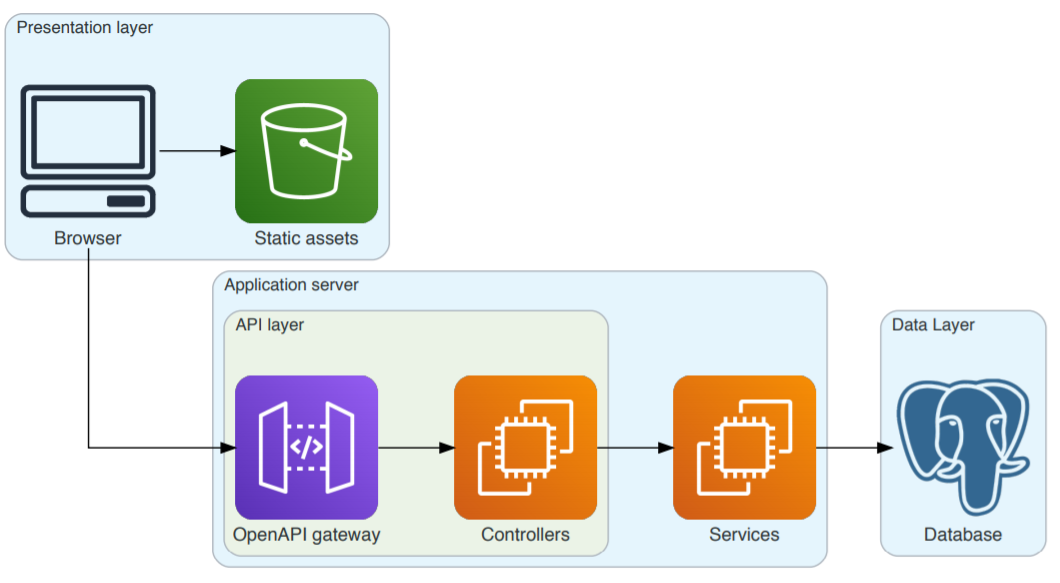 Presentation layer
Browser
Static assets
Application server
API layer
Data Layer
</>
OpenAPI gateway
Controllers
Services
Database